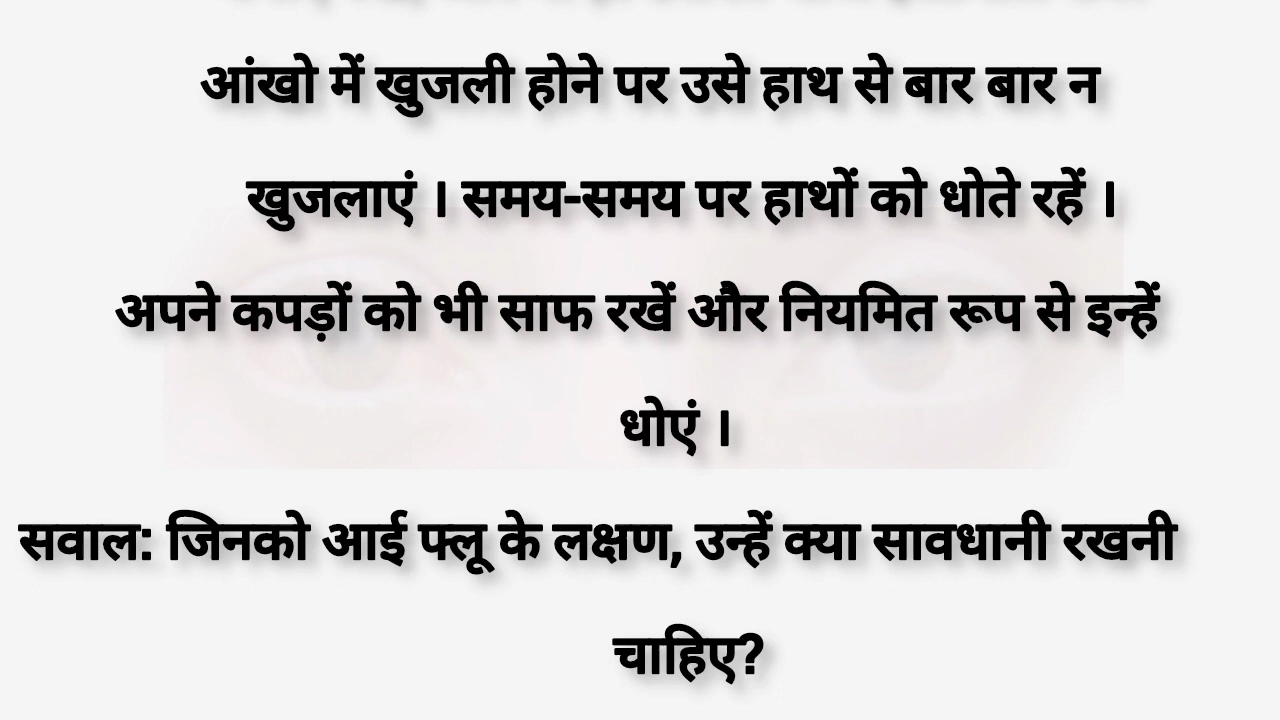 आंखो में खुजली होने पर उसे हाथ से बार बार न
खुजलाएं । समय-समय पर हाथों को धोते रहें ।
अपने कपड़ों को भी साफ रखें और नियमित रूप से इन्हें
धोएं ।
सवाल: जिनको आई फ्लू के लक्षण, उन्हें क्या सावधानी रखनी
चाहिए?